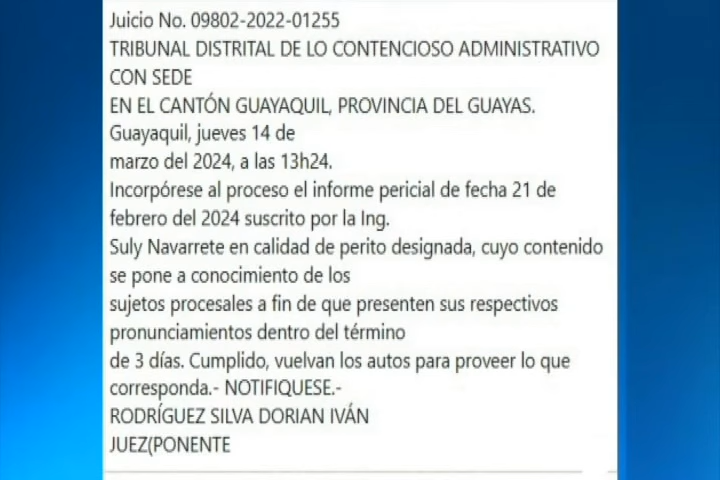 Juicio No. 09802-2022-01255
TRIBUNAL DISTRITAL DE LO CONTENCIOSO ADMINISTRATIVO
CON SEDE
EN EL CANTÓN GUAYAQUIL, PROVINCIA DEL GUAYAS.
Guayaquil, jueves 14 de
marzo del 2024, a las 13h24.
Incorpórese al proceso el informe pericial de fecha 21 de
febrero del 2024 suscrito por la Ing.
Suly Navarrete en calidad de perito designada, cuyo contenido
se pone a conocimiento de los
sujetos procesales a fin de que presenten sus respectivos
pronunciamientos dentro del término
de 3 días. Cumplido, vuelvan los autos para proveer lo que
corresponda.- NOTIFIQUESE.-
RODRÍGUEZ SILVA DORIAN IVÁN
JUEZ(PONENTE